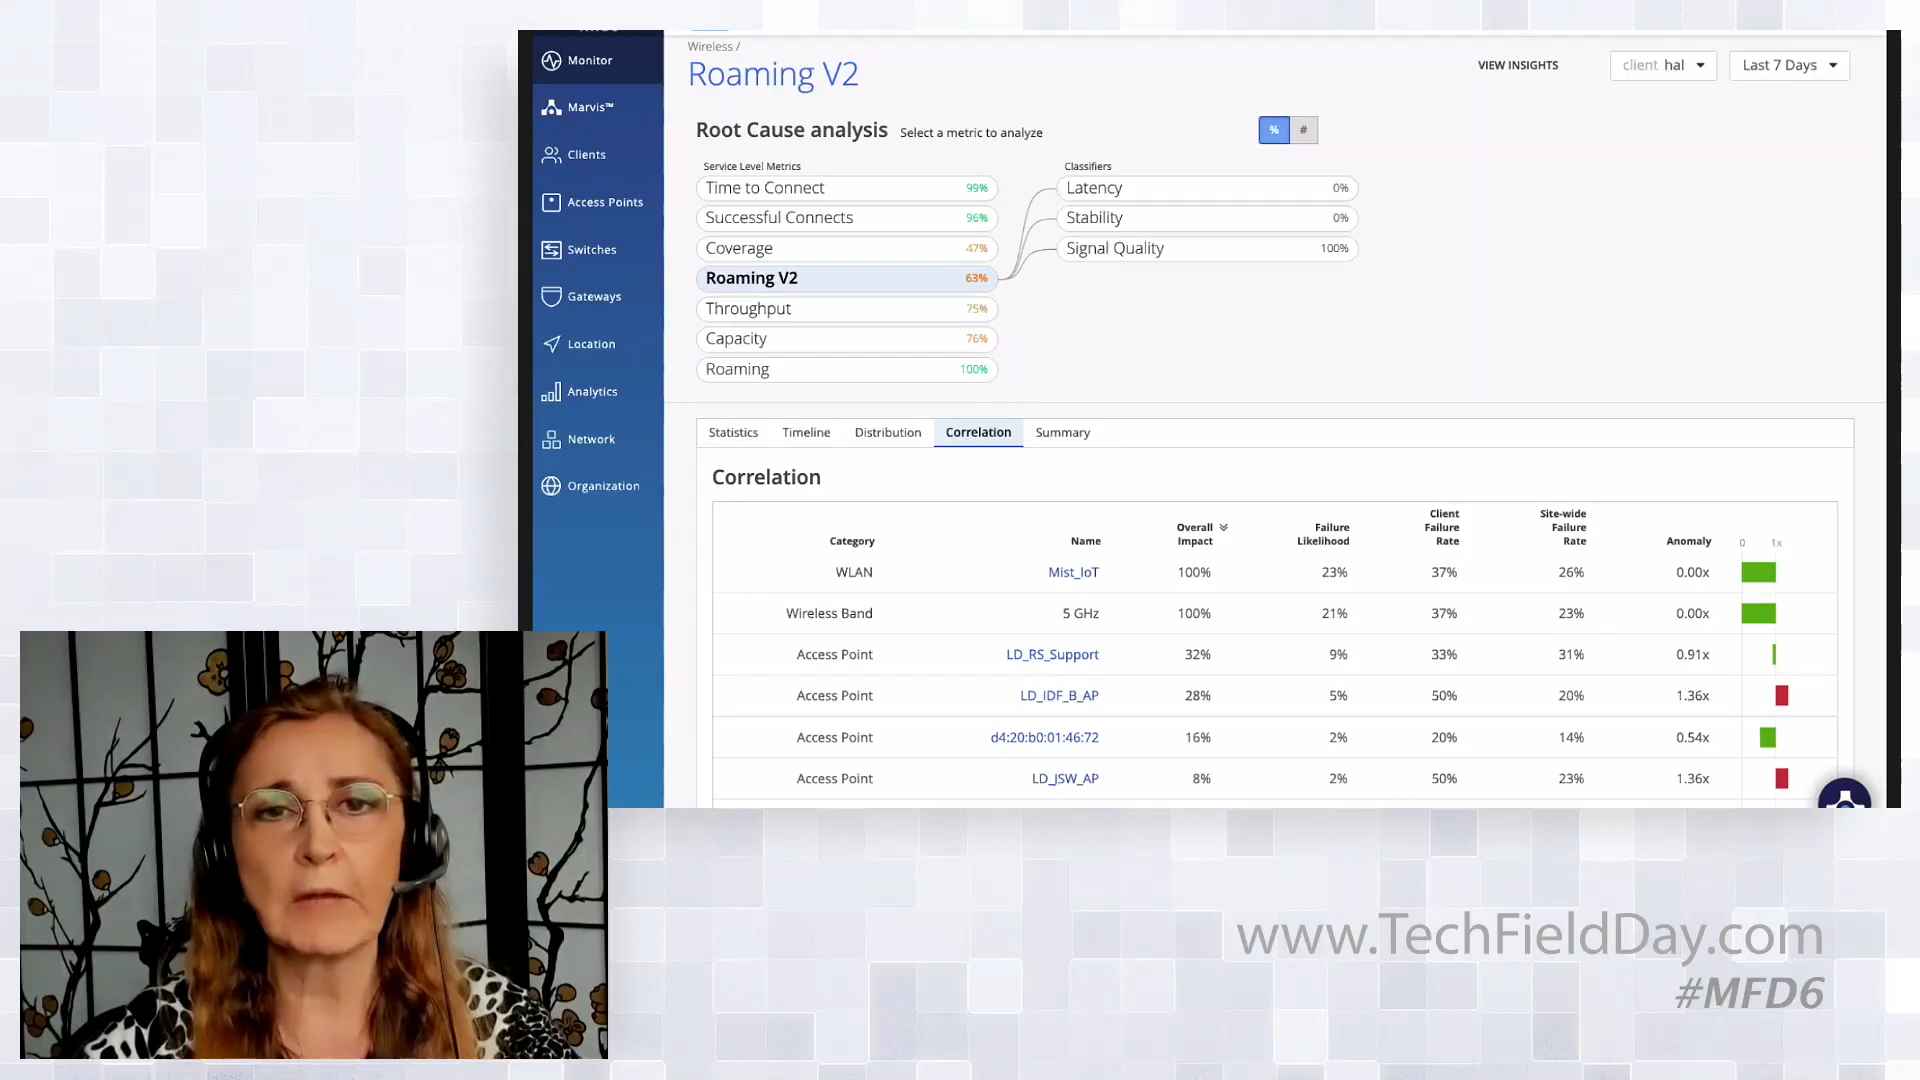 Monitor
Marvis™
Clients
Access Points
Switches
Gateways
Location
Analytics
Network
Organization
Wireless /
Roaming V2
VIEW INSIGHTS
client hal
Last 7 Days
Root Cause analysis Select a metric to analyze
% #
Service Level Metrics
Time to Connect 99%
Successful Connects 96%
Coverage 47%
Roaming V2 63%
Throughput 75%
Capacity 76%
Roaming 100%
Classifiers
Latency 0%
Stability 0%
Signal Quality 100%
Statistics Timeline Distribution Correlation Summary
Correlation
Category Name Overall Impact Failure Likelihood Client Failure Rate Site-wide Failure Rate Anomaly 0 1x
WLAN Mist_IoT 100% 23% 37% 26% 0.00x
Wireless Band 5 GHz 100% 21% 37% 23% 0.00x
Access Point LD_RS_Support 32% 9% 33% 31% 0.91x
Access Point LD_IDF_B_AP 28% 5% 50% 20% 1.36x
Access Point d4:20:b0:01:46:72 16% 2% 20% 14% 0.54x
Access Point LD_JSW_AP 8% 2% 50% 23% 1.36x
www.TechFieldDay.com
#MFD6